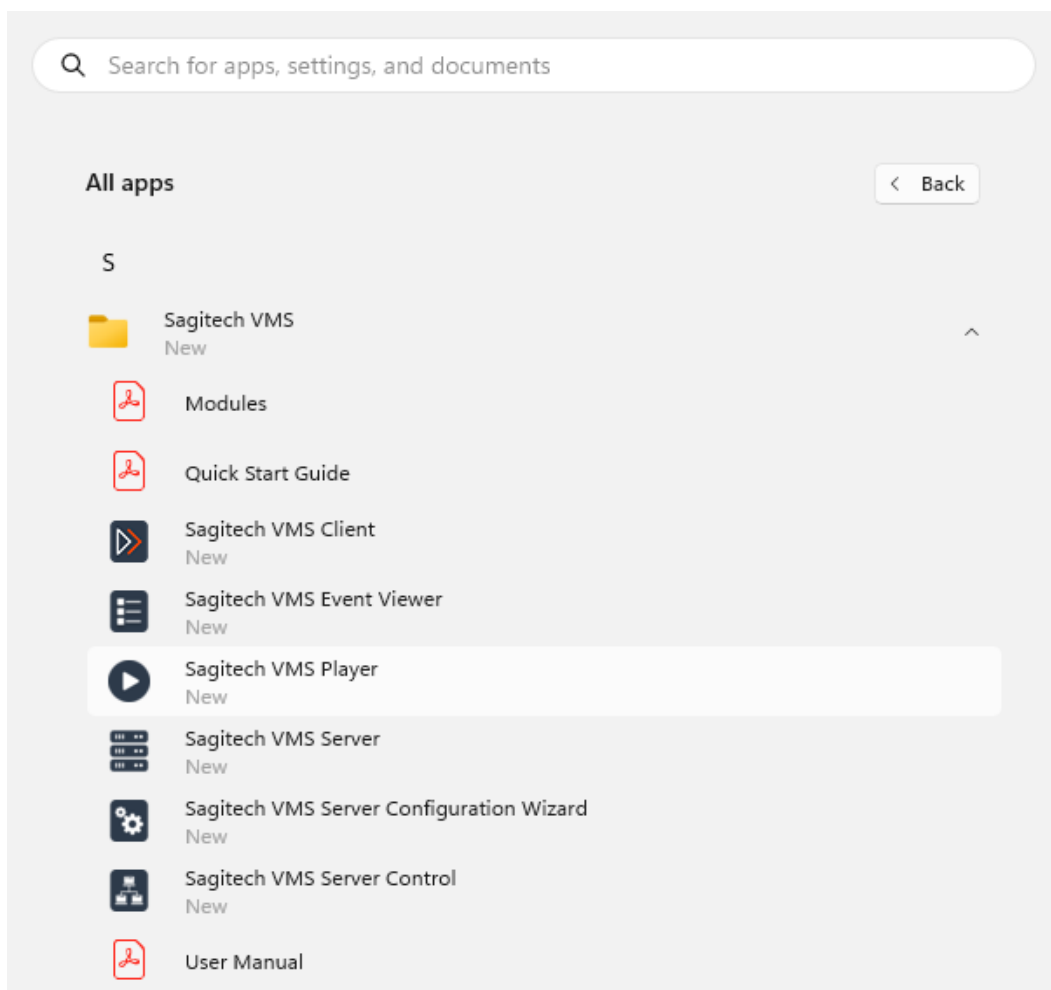 Search for apps, settings, and documents
All apps
Back
S
Sagitech VMS
New
Modules
Quick Start Guide
Sagitech VMS Client
New
Sagitech VMS Event Viewer
New
Sagitech VMS Player
New
Sagitech VMS Server
New
Sagitech VMS Server Configuration Wizard
New
Sagitech VMS Server Control
New
User Manual